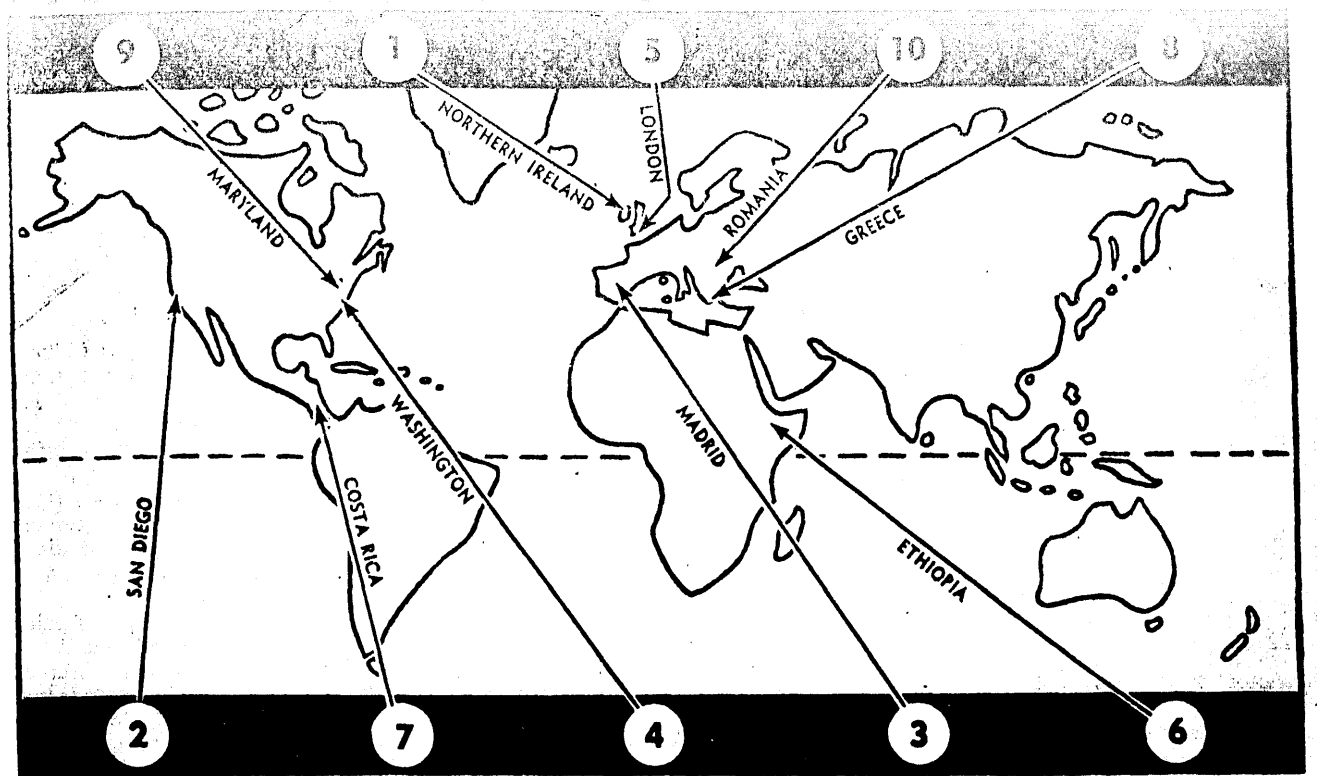 9
1
5
10
8
NORTHERN IRELAND
LONDON
MARYLAND
ROMANIA
GREECE
WASHINGTON
MADRID
COSTA RICA
SAN DIEGO
ETHIOPIA
2
7
4
3
6